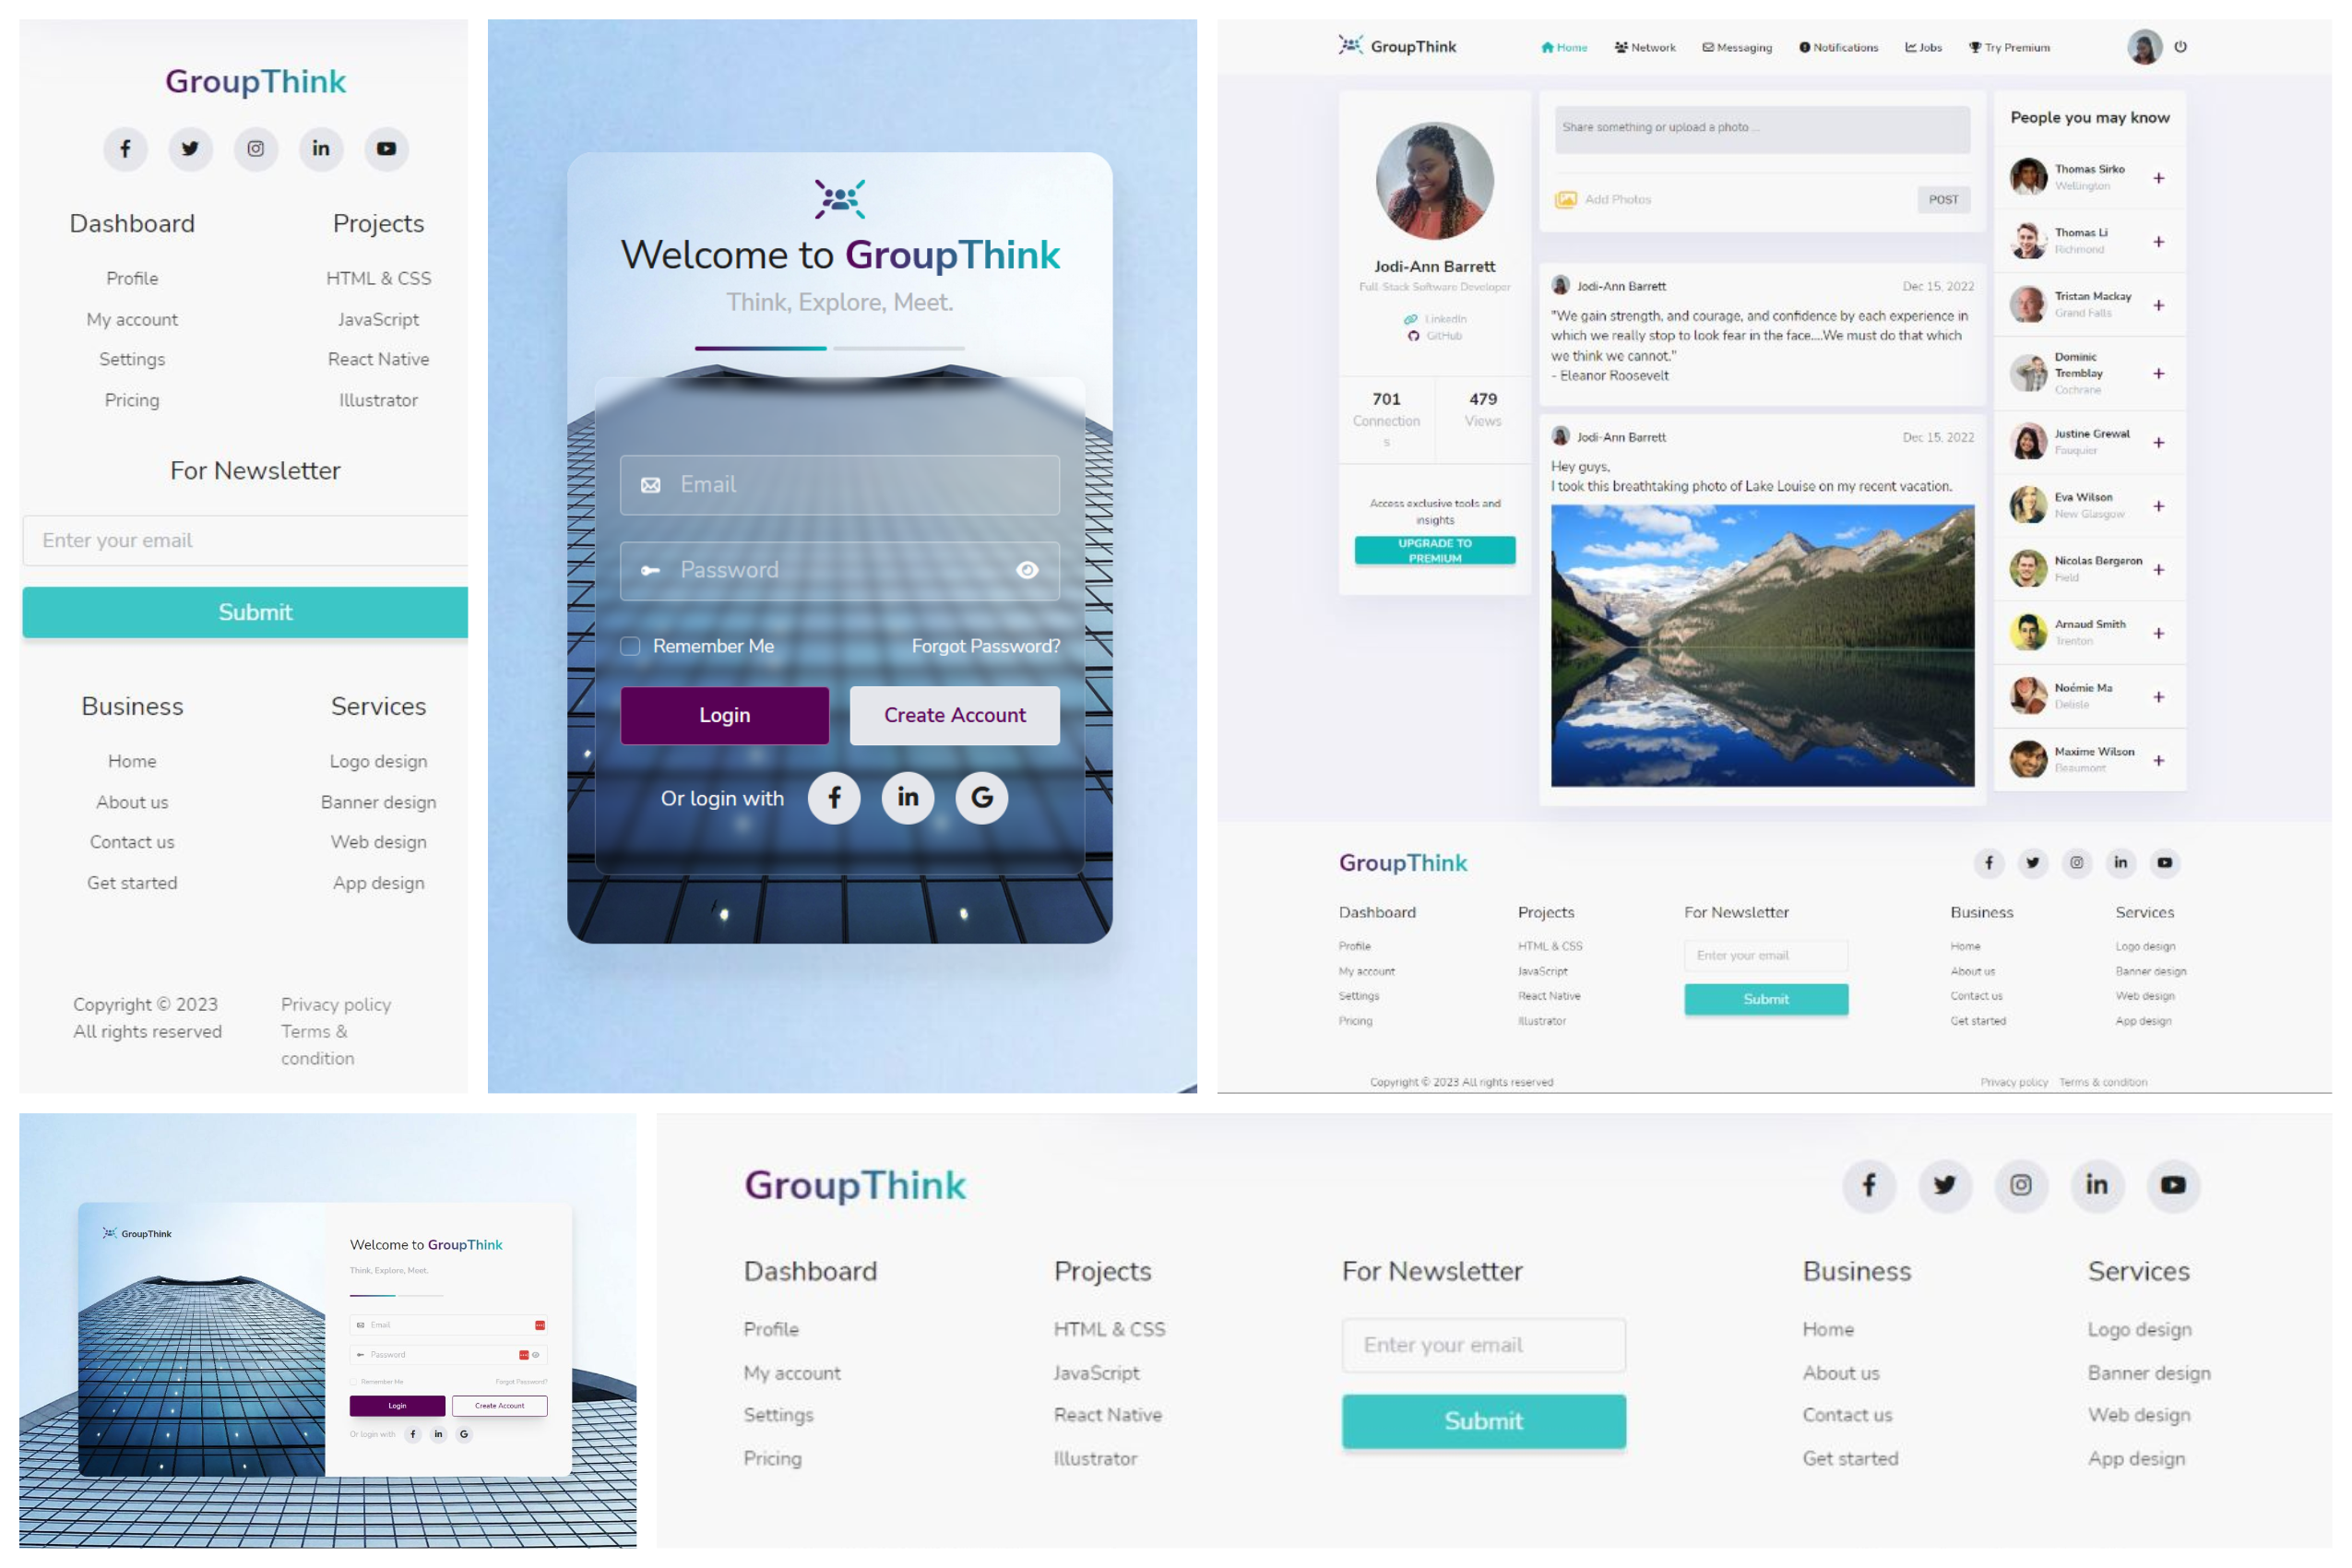 GroupThink
Dashboard
Projects
Profile
HTML & CSS
My account
JavaScript
Settings
React Native
Pricing
Illustrator
For Newsletter
Enter your email
Submit
Business
Services
Home
Logo design
About us
Banner design
Contact us
Web design
Get started
App design
Copyright © 2023
All rights reserved
Privacy policy
Terms &
condition
Welcome to GroupThink
Think, Explore, Meet.
Email
Password
Remember Me
Forgot Password?
Login
Create Account
Or login with
GroupThink
Home
Network
Messaging
Notifications
Jobs
Try Premium
Jodi-Ann Barrett
Full-Stack Software Developer
LinkedIn
GitHub
701
479
Connection
s
Views
Access exclusive tools and
insights
UPGRADE TO
PREMIUM
Share something or upload a photo ...
Add Photos
POST
Jodi-Ann Barrett
Dec 15, 2022
"We gain strength, and courage, and confidence by each experience in
which we really stop to look fear in the face....We must do that which
we think we cannot."
- Eleanor Roosevelt
Jodi-Ann Barrett
Dec 15, 2022
Hey guys,
I took this breathtaking photo of Lake Louise on my recent vacation.
People you may know
Thomas Sirko
Wellington
Thomas Li
Richmond
Tristan Mackay
Grand Falls
Dominic
Tremblay
Cochrane
Justine Grewal
Fauquier
Eva Wilson
New Glasgow
Nicolas Bergeron
Field
Arnaud Smith
Trenton
Noémie Ma
Delisle
Maxime Wilson
Beaumont
GroupThink
Dashboard
Projects
For Newsletter
Business
Services
Profile
HTML & CSS
Enter your email
Home
Logo design
My account
JavaScript
About us
Banner design
Settings
React Native
Submit
Contact us
Web design
Pricing
Illustrator
Get started
App design
Copyright © 2023 All rights reserved
Privacy policy
Terms & condition
GroupThink
Welcome to GroupThink
Think, Explore, Meet.
Email
Password
Remember Me
Forgot Password?
Login
Create Account
Or login with
GroupThink
Dashboard
Projects
For Newsletter
Business
Services
Profile
HTML & CSS
Enter your email
Home
Logo design
My account
JavaScript
About us
Banner design
Settings
React Native
Submit
Contact us
Web design
Pricing
Illustrator
Get started
App design